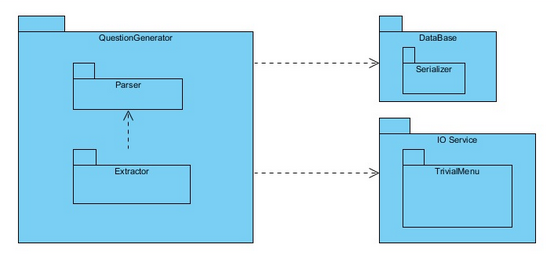 QuestionGenerator
Parser
Extractor
DataBase
Serializer
IO Service
TrivialMenu